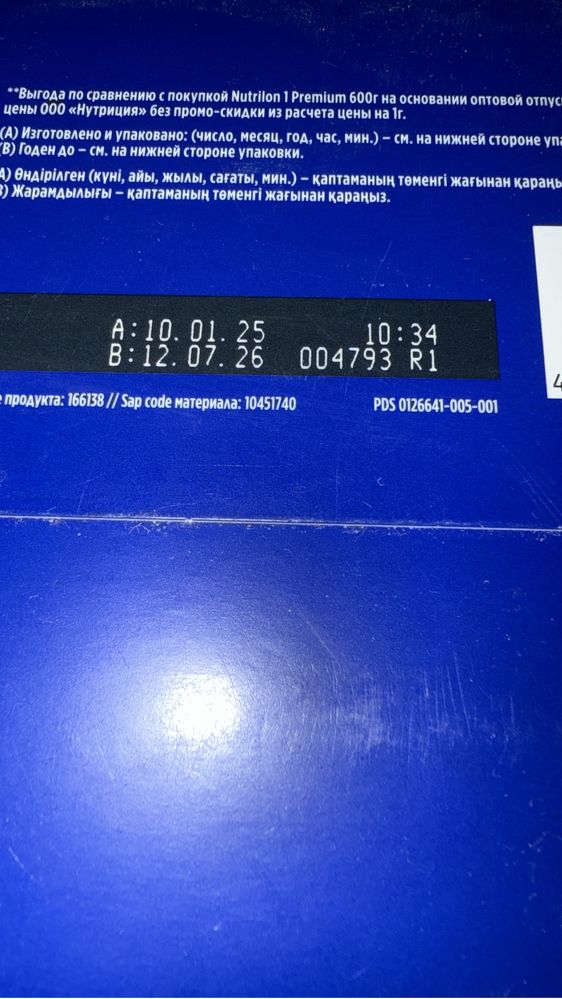 **Выгода по сравнению с покупкой Nutrilon 1 Premium 600г на основании оптовой
цены ООО «Нутриция» без промо-скидки из расчета цены на 1г.
(А) Изготовлено и упаковано: (число, месяц, год, час, мин.) – см. на нижней стороне
(В) Годен до – см. на нижней стороне упаковки.
А) Өндірілген (күні, айы, жылы, сағаты, мин.) – қаптаманың төменгі жағынан қараңы
В) Жарамдылығы – қаптаманың төменгі жағынан қараңыз.
A:10.01.25 10:34
B:12.07.26 004793 R1
продукта: 166138 // Sap code материала: 10451740 PDS 0126641-005-001
4